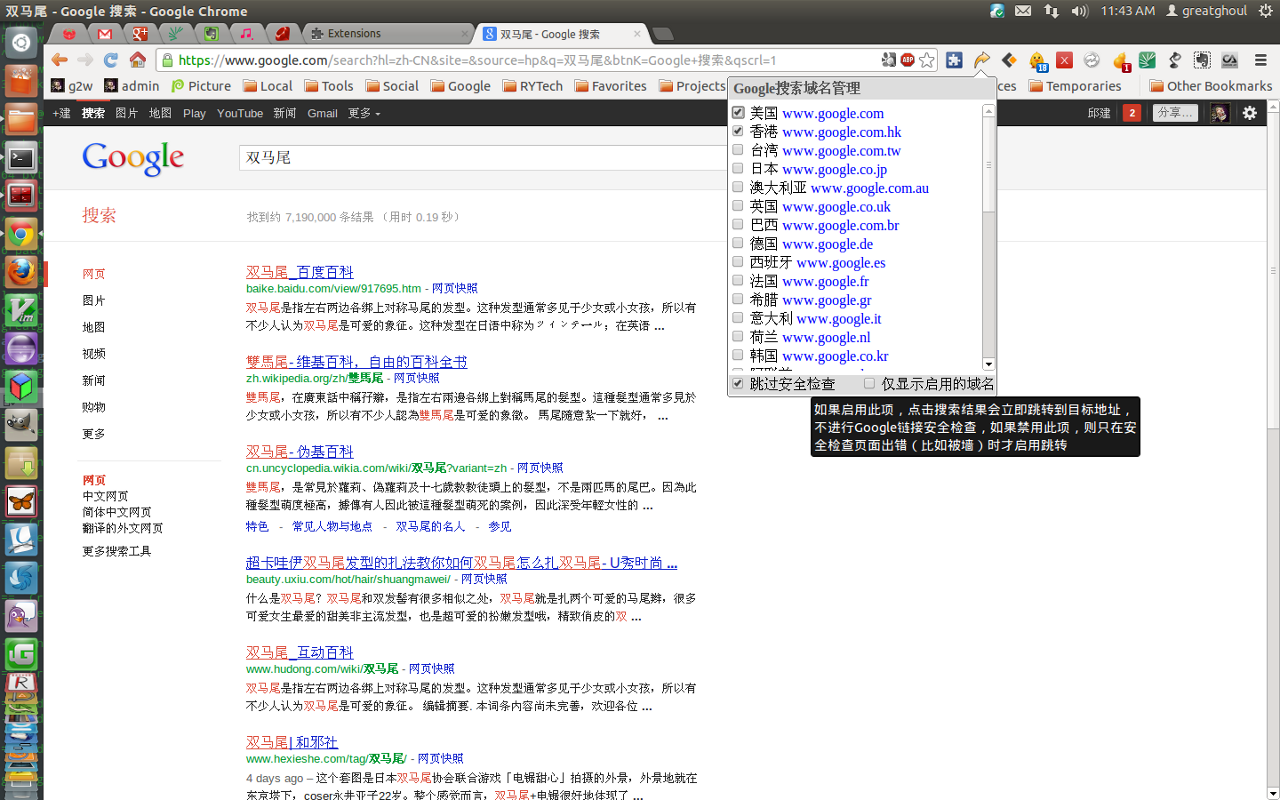 双马尾 - Google 搜索 - Google Chrome
11:43 AM greatghoul
Extensions
双马尾 - Google 搜索
https://www.google.com/search?hl=zh-CN&site=&source=hp&q=双马尾&btnK=Google+搜索&qscrl=1
ABP
18
1
CA
g2w admin Picture Local Tools Social Google RYTech Favorites Projects
ces Temporaries Other Bookmarks
+建 搜索 图片 地图 Play YouTube 新闻 Gmail 更多
邱建 2 分享…
Google
双马尾
搜索
找到约 7,190,000 条结果 （用时 0.19 秒）
网页
图片
地图
视频
新闻
购物
更多
网页
中文网页
简体中文网页
翻译的外文网页
更多搜索工具
双马尾_百度百科
baike.baidu.com/view/917695.htm - 网页快照
双马尾是指左右两边各绑上对称马尾的发型。这种发型通常多见于少女或小女孩，所以有
不少人认为双马尾是可爱的象征。这种发型在日语中称为ツインテール；在英语 ...
雙馬尾- 维基百科，自由的百科全书
zh.wikipedia.org/zh/雙馬尾 - 网页快照
雙馬尾，在廣東話中稱孖辮，是指左右兩邊各綁上對稱馬尾的髮型。這種髮型通常多見於
少女或小女孩，所以有不少人認為雙馬尾是可愛的象徵。 馬尾隨意紮一下就好， ...
双马尾- 伪基百科
cn.uncyclopedia.wikia.com/wiki/双马尾?variant=zh - 网页快照
雙馬尾，是常見於蘿莉、偽蘿莉及十七歲教教徒頭上的髮型，不是兩匹馬的尾巴。因為此
種髮型萌度極高，據傳有人因此被這種髮型萌死的案例，因此深受年輕女性的 ...
特色 - 常见人物与地点 - 双马尾的名人 - 参见
超卡哇伊双马尾发型的扎法教你如何双马尾怎么扎双马尾- U秀时尚 ...
beauty.uxiu.com/hot/hair/shuangmawei/ - 网页快照
什么是双马尾？双马尾和双发髻有很多相似之处，双马尾就是扎两个可爱的马尾辫，很多
可爱女生最爱的甜美非主流发型，也是超可爱的扮嫩发型哦，精致俏皮的双 ...
双马尾_互动百科
www.hudong.com/wiki/双马尾 - 网页快照
双马尾是指左右两边各绑上对称马尾的发型。这种发型通常多见于少女或小女孩，所以有
不少人认为双马尾是可爱的象征。 编辑摘要. 本词条内容尚未完善，欢迎各位 ...
双马尾| 和邪社
www.hexieshe.com/tag/双马尾/ - 网页快照
4 days ago – 这个套图是日本双马尾协会联合游戏「电锯甜心」拍摄的外景，外景地就在
东京塔下，coser永井亚子22岁。整个感觉而言，双马尾+电锯很好地体现了 ...
Google搜索域名管理
美国 www.google.com
香港 www.google.com.hk
台湾 www.google.com.tw
日本 www.google.co.jp
澳大利亚 www.google.com.au
英国 www.google.co.uk
巴西 www.google.com.br
德国 www.google.de
西班牙 www.google.es
法国 www.google.fr
希腊 www.google.gr
意大利 www.google.it
荷兰 www.google.nl
韩国 www.google.co.kr
跳过安全检查 仅显示启用的域名
如果启用此项，点击搜索结果会立即跳转到目标地址，
不进行Google链接安全检查，如果禁用此项，则只在安
全检查页面出错（比如被墙）时才启用跳转